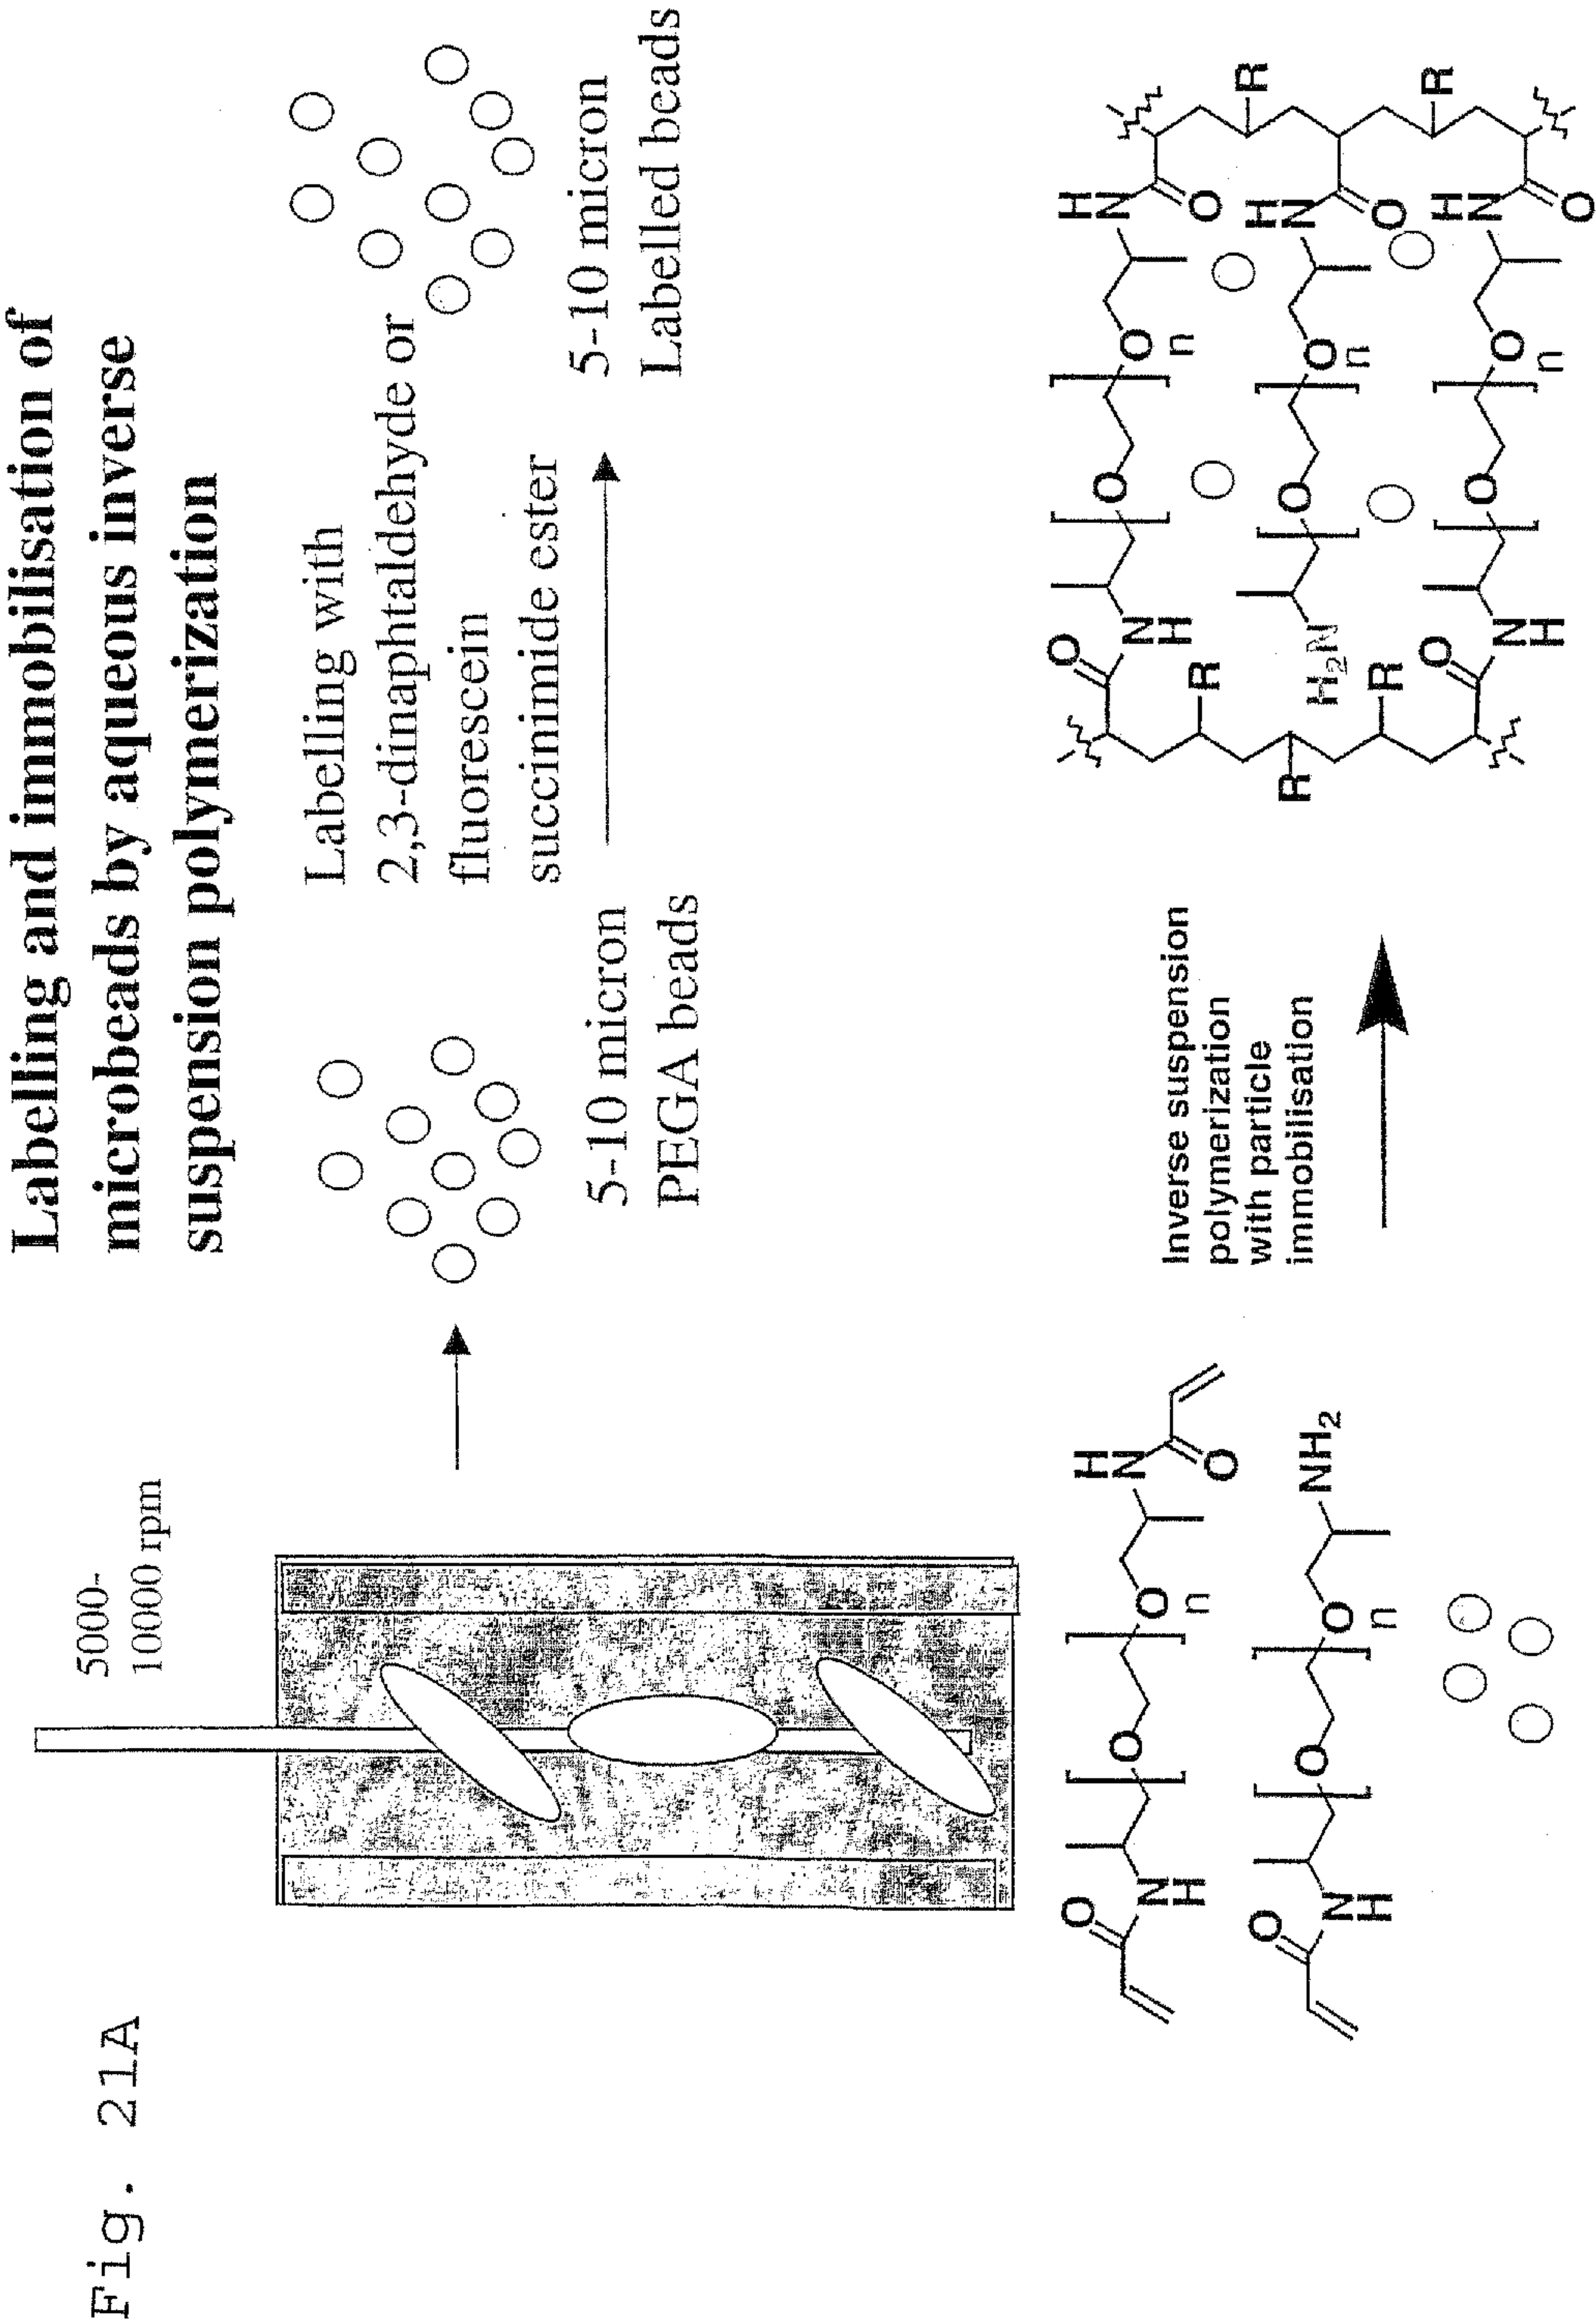 Fig. 21A
Labelling and immobilisation of
microbeads by aqueous inverse
suspension polymerization
5000-
10000 rpm
Labelling with
2,3-dinaphtaldehyde or
fluorescein
succinimide ester
5-10 micron
PEGA beads
5-10 micron
Labelled beads
O
N
H
O
O
n
H
N
O
O
N
H
O
O
n
NH2
Inverse suspension
polymerization
with particle
immobilisation
O
N
H
O
O
n
H
N
O
R
R
R
H2N
O
O
n
H
N
O
R
R
O
N
H
O
O
n
H
N
O